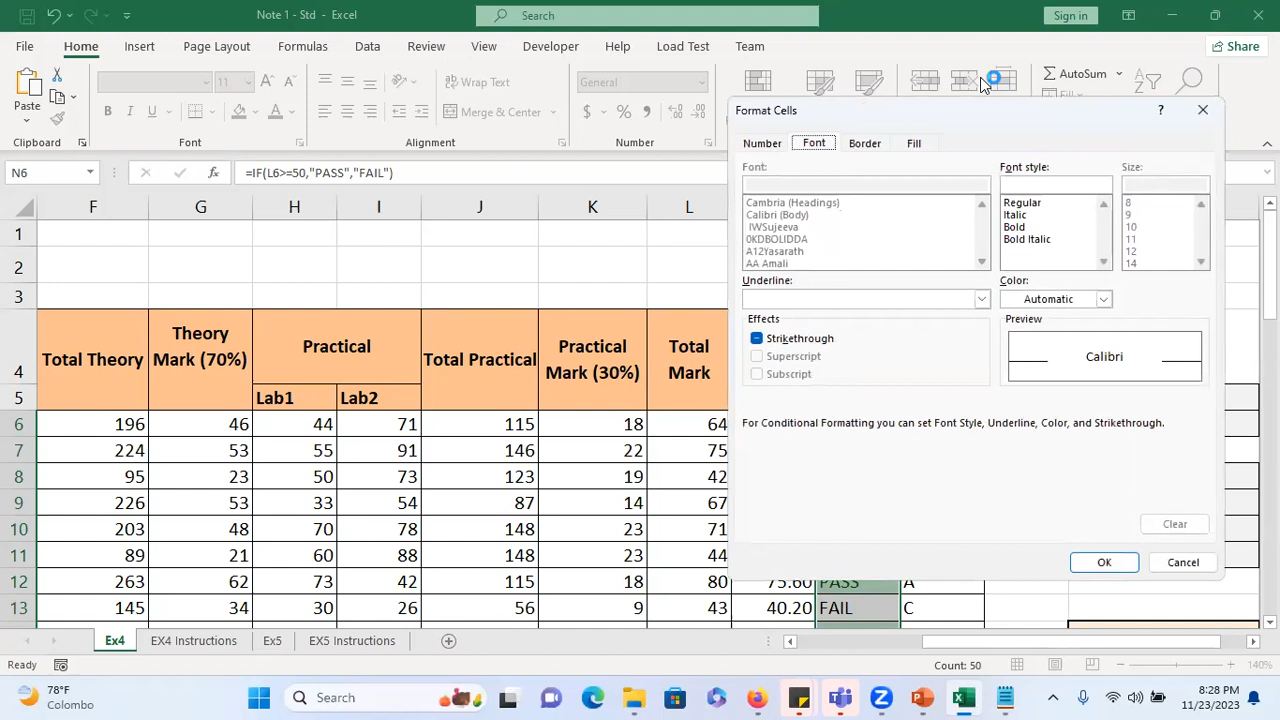 Note 1 - Std - Excel
Search
Sign in
File Home Insert Page Layout Formulas Data Review View Developer Help Load Test Team
Share
Paste
11
B I U
Wrap Text
Merge & Center
General
$ % ,
AutoSum
Fill
Clipboard Font Alignment Number
N6
=IF(L6>=50,"PASS","FAIL")
F G H I J K L
1
2
3
4
5
Total Theory
Theory Mark (70%)
Practical
Total Practical
Practical Mark (30%)
Total Mark
Lab1 Lab2
6 196 46 44 71 115 18 64
7 224 53 55 91 146 22 75
8 95 23 50 73 123 19 42
9 226 53 33 54 87 14 67
10 203 48 70 78 148 23 71
11 89 21 60 88 148 23 44
12 263 62 73 42 115 18 80 75.60 PASS A
13 145 34 30 26 56 9 43 40.20 FAIL C
Format Cells
Number Font Border Fill
Font:
Cambria (Headings)
Calibri (Body)
IWSujeeva
0KDBOLIDDA
A12Yasarath
AA Amali
Font style:
Regular
Italic
Bold
Bold Italic
Size:
8
9
10
11
12
14
Underline:
Color:
Automatic
Effects
Strikethrough
Superscript
Subscript
Preview
Calibri
For Conditional Formatting you can set Font Style, Underline, Color, and Strikethrough.
Clear
OK
Cancel
Ex4 EX4 Instructions Ex5 EX5 Instructions
Ready
Count: 50
140%
78°F
Colombo
Search
8:28 PM
11/23/2023